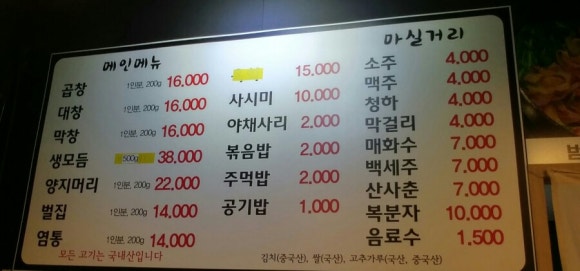 메인메뉴
곱창 1인분, 200g 16.000
대창 1인분, 200g 16.000
막창 1인분, 200g 16.000
생모듬 500g 38.000
양지머리 1인분, 200g 22.000
벌집 1인분, 200g 14.000
염통 1인분, 200g 14.000
모든 고기는 국내산입니다
15.000
사시미 10.000
야채사리 2.000
볶음밥 2.000
주먹밥 2.000
공기밥 1.000
마실거리
소주 4.000
맥주 4.000
청하 4.000
막걸리 4.000
매화수 7.000
백세주 7.000
산사춘 7.000
복분자 10.000
음료수 1.500
김치(중국산), 쌀(국산), 고추가루(국산, 중국산)